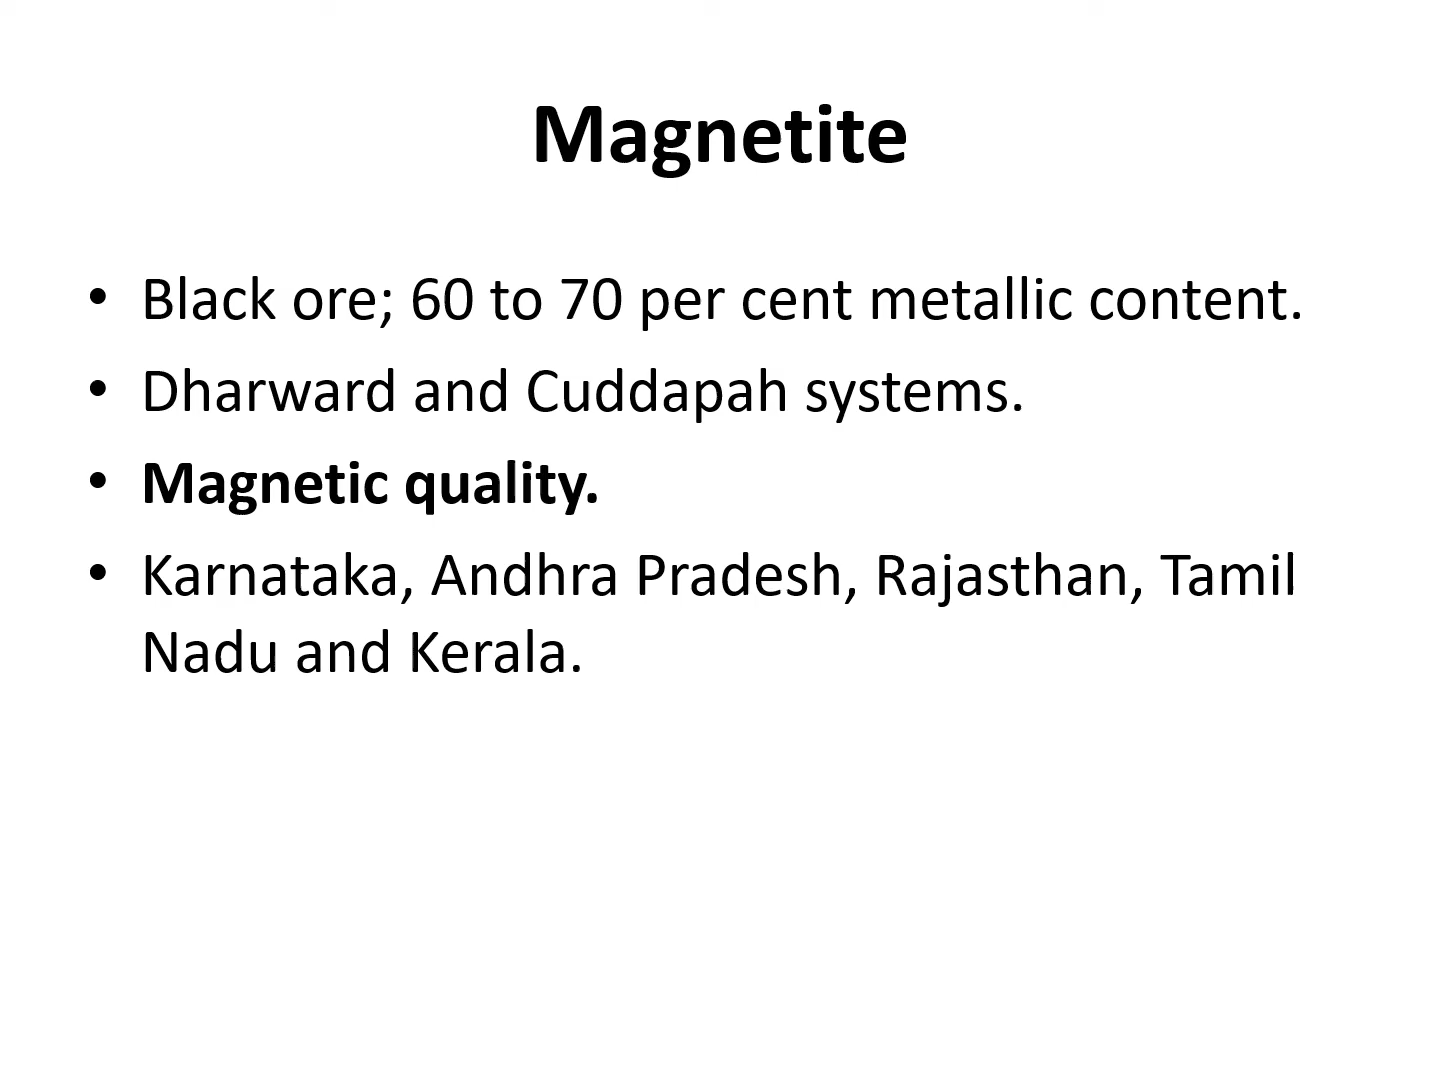 Magnetite
• Black ore; 60 to 70 per cent metallic content.
• Dharward and Cuddapah systems.
• Magnetic quality.
• Karnataka, Andhra Pradesh, Rajasthan, Tamil
Nadu and Kerala.